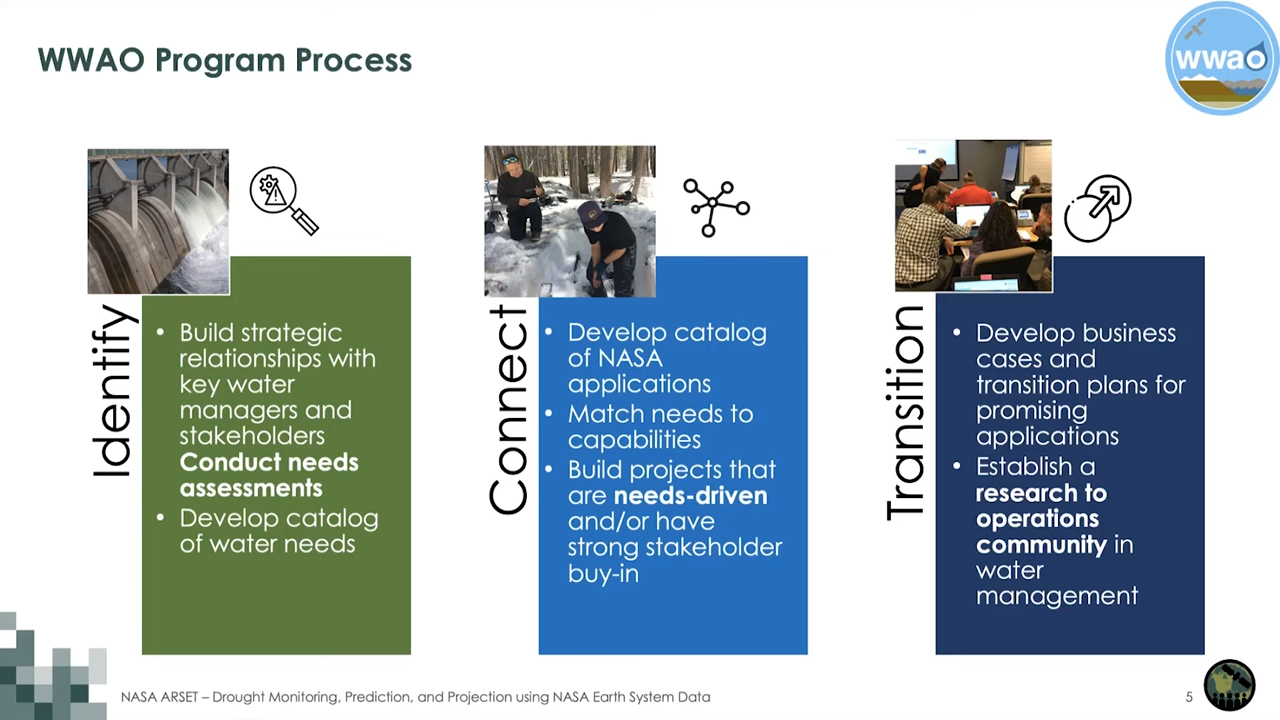 WWAO Program Process
wwao
Identify
• Build strategic
relationships with
key water
managers and
stakeholders
Conduct needs
assessments
• Develop catalog
of water needs
Connect
• Develop catalog
of NASA
applications
• Match needs to
capabilities
• Build projects that
are needs-driven
and/or have
strong stakeholder
buy-in
Transition
• Develop business
cases and
transition plans for
promising
applications
• Establish a
research to
operations
community in
water
management
NASA ARSET – Drought Monitoring, Prediction, and Projection using NASA Earth System Data
5